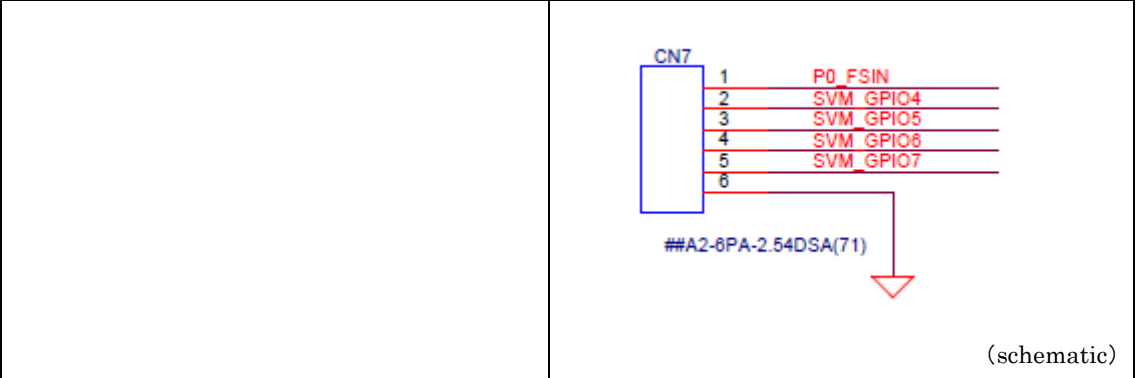 CN7
1 P0_FSIN
2 SVM_GPIO4
3 SVM_GPIO5
4 SVM_GPIO6
5 SVM_GPIO7
6
##A2-6PA-2.54DSA(71)
（schematic）